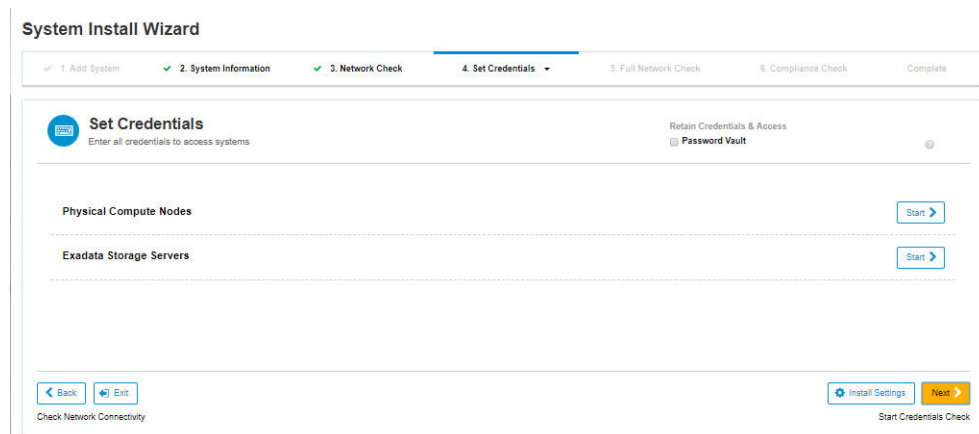 System Install Wizard
1. Add System 2. System Information 3. Network Check 4. Set Credentials 5. Full Network Check 6. Compliance Check Complete
Set Credentials
Enter all credentials to access systems
Retain Credentials & Access
Password Vault
?
Physical Compute Nodes Start
Exadata Storage Servers Start
Back Exit Install Settings Next
Check Network Connectivity Start Credentials Check